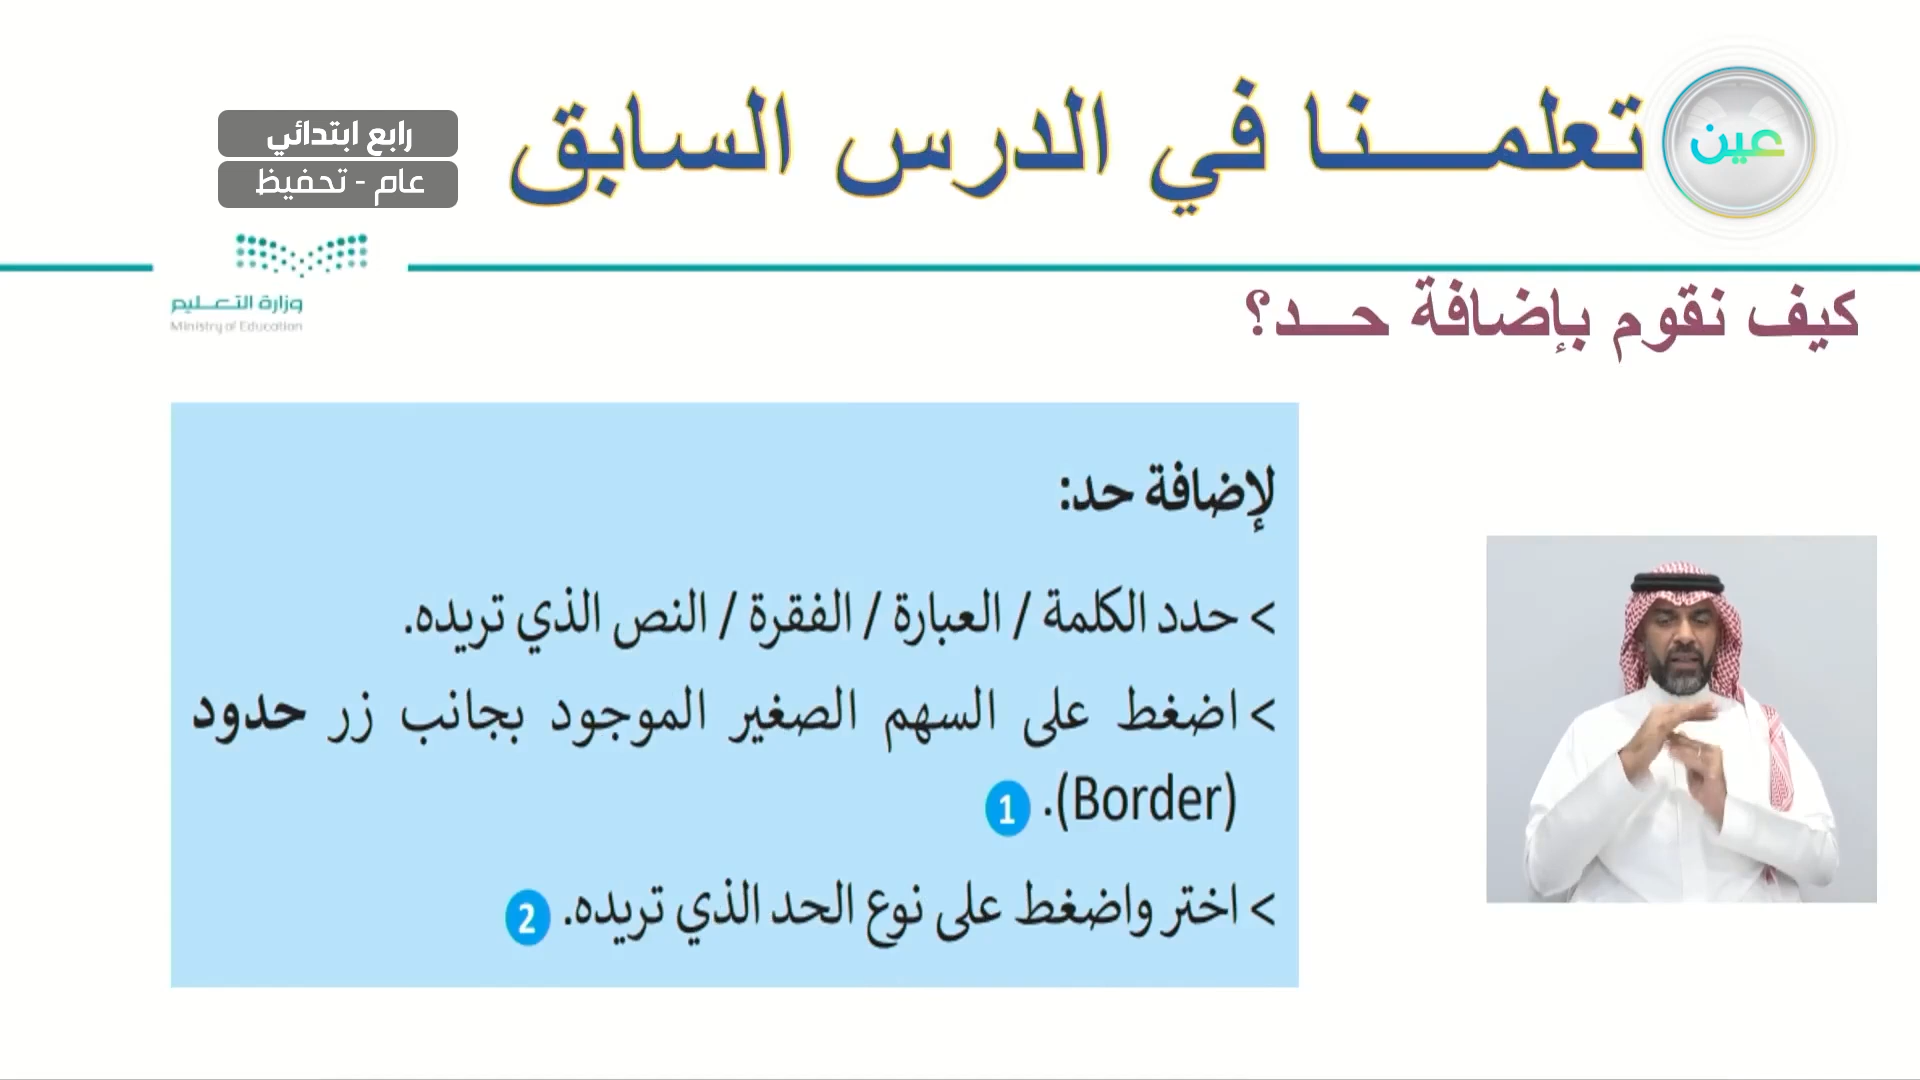 تعلمـــــنا في الدرس السابق
عين
رابع ابتدائي
عام - تحفيظ
وزارة التعـــليم
Ministry of Education
كيف نقوم بإضافة حـــد؟
لإضافة حد:
> حدد الكلمة / العبارة / الفقرة / النص الذي تريده.
> اضغط على السهم الصغير الموجود بجانب زر حدود
(Border). 1
> اختر واضغط على نوع الحد الذي تريده. 2